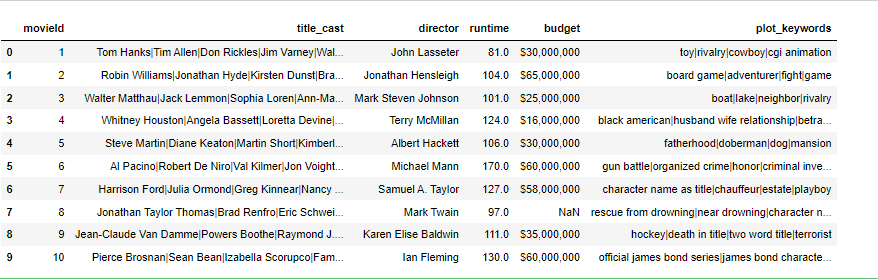 movieId title_cast director runtime budget plot_keywords
0 1 Tom Hanks|Tim Allen|Don Rickles|Jim Varney|Wal... John Lasseter 81.0 $30,000,000 toy|rivalry|cowboy|cgi animation
1 2 Robin Williams|Jonathan Hyde|Kirsten Dunst|Bra... Jonathan Hensleigh 104.0 $65,000,000 board game|adventurer|fight|game
2 3 Walter Matthau|Jack Lemmon|Sophia Loren|Ann-Ma... Mark Steven Johnson 101.0 $25,000,000 boat|lake|neighbor|rivalry
3 4 Whitney Houston|Angela Bassett|Loretta Devine|... Terry McMillan 124.0 $16,000,000 black american|husband wife relationship|betra...
4 5 Steve Martin|Diane Keaton|Martin Short|Kimberl... Albert Hackett 106.0 $30,000,000 fatherhood|doberman|dog|mansion
5 6 Al Pacino|Robert De Niro|Val Kilmer|Jon Voight... Michael Mann 170.0 $60,000,000 gun battle|organized crime|honor|criminal inve...
6 7 Harrison Ford|Julia Ormond|Greg Kinnear|Nancy ... Samuel A. Taylor 127.0 $58,000,000 character name as title|chauffeur|estate|playboy
7 8 Jonathan Taylor Thomas|Brad Renfro|Eric Schwei... Mark Twain 97.0 NaN rescue from drowning|near drowning|character n...
8 9 Jean-Claude Van Damme|Powers Boothe|Raymond J.... Karen Elise Baldwin 111.0 $35,000,000 hockey|death in title|two word title|terrorist
9 10 Pierce Brosnan|Sean Bean|Izabella Scorupco|Fam... Ian Fleming 130.0 $60,000,000 official james bond series|james bond characte...